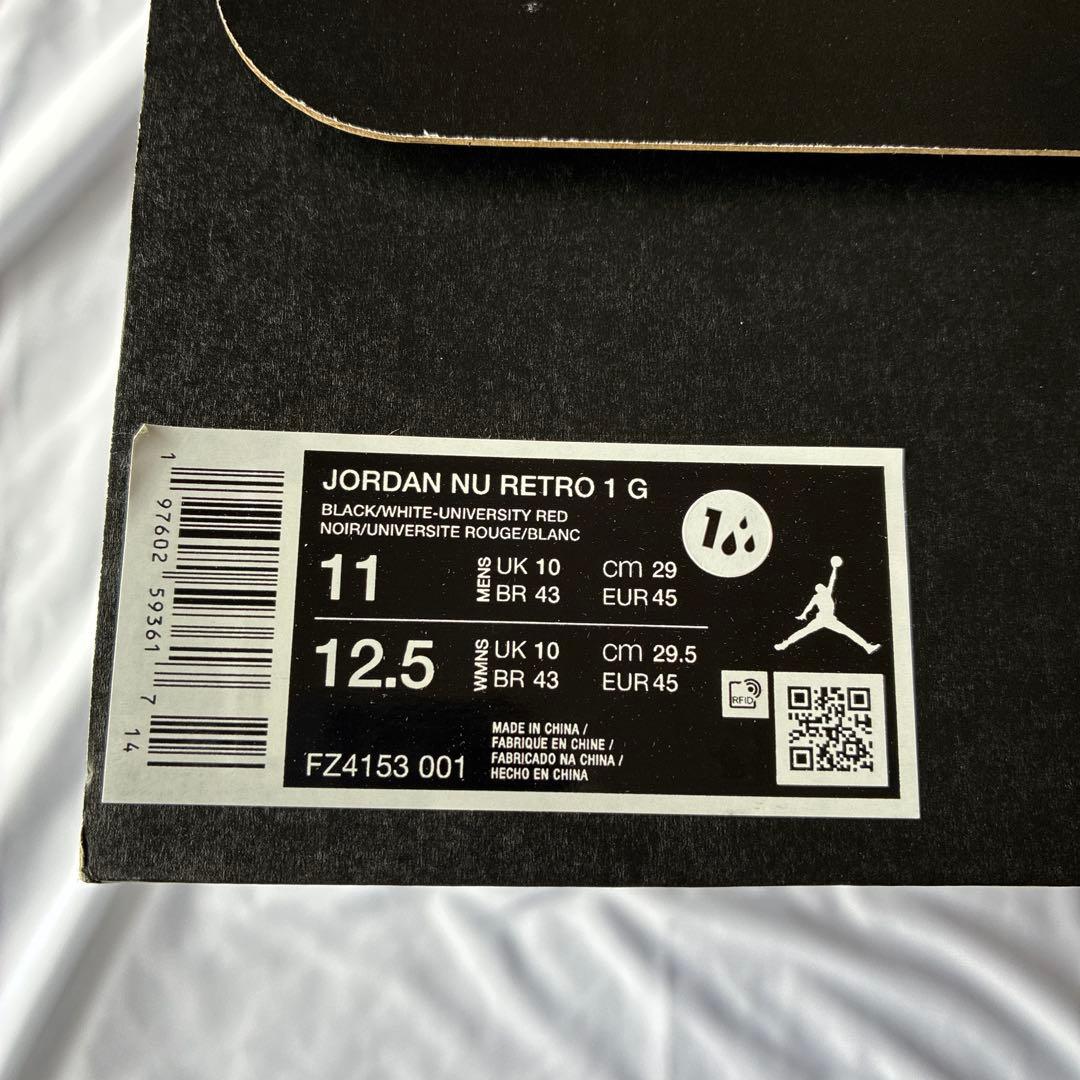 JORDAN NU RETRO 1 G
BLACK/WHITE-UNIVERSITY RED
NOIR/UNIVERSITE ROUGE/BLANC
11 MENS UK 10 CM 29
BR 43 EUR 45
12.5 WMNS UK 10 CM 29.5
BR 43 EUR 45
RFID
FZ4153 001
MADE IN CHINA /
FABRIQUE EN CHINE /
FABRICADO NA CHINA /
HECHO EN CHINA
1 97602 59361 7 14
1